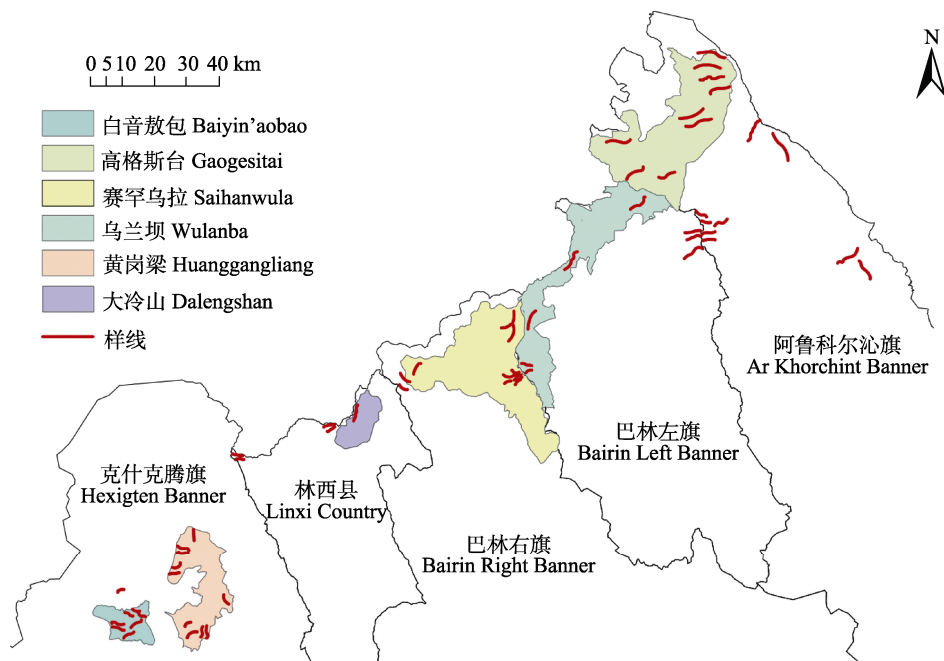 N
0 5 10 20 30 40 km
白音敖包 Baiyin'aobao
高格斯台 Gaogesitai
赛罕乌拉 Saihanwula
乌兰坝 Wulanba
黄岗梁 Huanggangliang
大冷山 Dalengshan
样线
阿鲁科尔沁旗
Ar Khorchint Banner
巴林左旗
Bairin Left Banner
克什克腾旗
Hexigten Banner
林西县
Linxi Country
巴林右旗
Bairin Right Banner